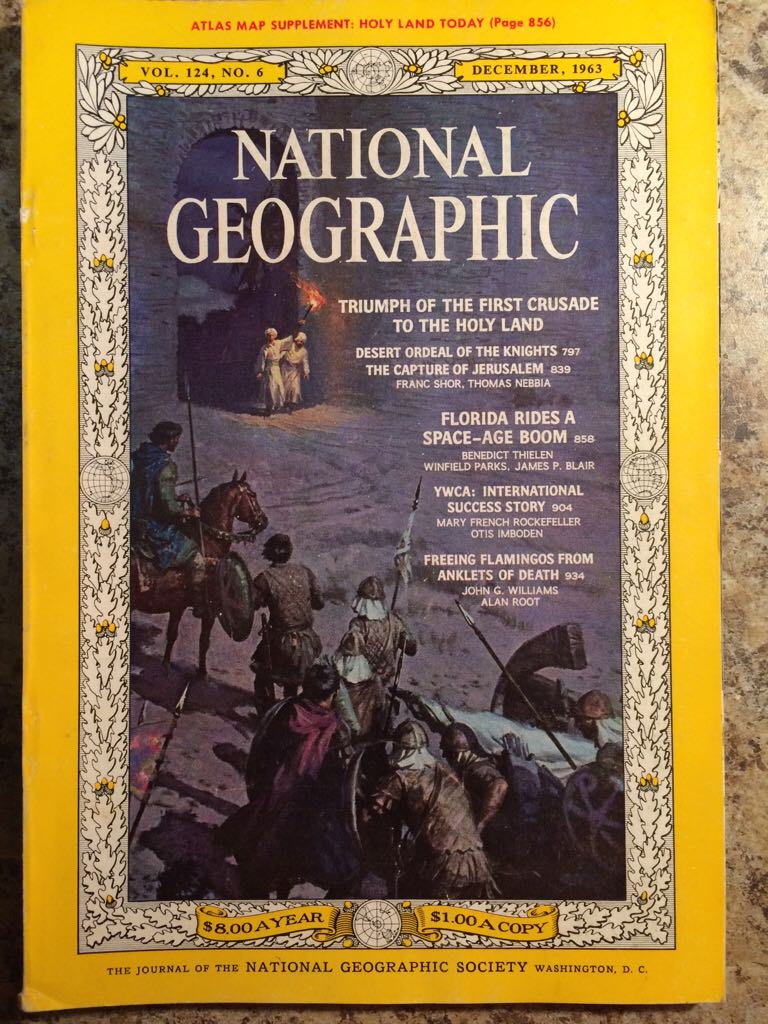 ATLAS MAP SUPPLEMENT: HOLY LAND TODAY (Page 856)
VOL. 124, NO. 6
DECEMBER, 1963
NATIONAL
GEOGRAPHIC
TRIUMPH OF THE FIRST CRUSADE
TO THE HOLY LAND
DESERT ORDEAL OF THE KNIGHTS 797
THE CAPTURE OF JERUSALEM 839
FRANC SHOR, THOMAS NEBBIA
FLORIDA RIDES A
SPACE-AGE BOOM 858
BENEDICT THIELEN
WINFIELD PARKS, JAMES P. BLAIR
YWCA: INTERNATIONAL
SUCCESS STORY 904
MARY FRENCH ROCKEFELLER
OTIS IMBODEN
FREEING FLAMINGOS FROM
ANKLETS OF DEATH 934
JOHN G. WILLIAMS
ALAN ROOT
$8.00 A YEAR
$1.00 A COPY
THE JOURNAL OF THE NATIONAL GEOGRAPHIC SOCIETY WASHINGTON, D. C.